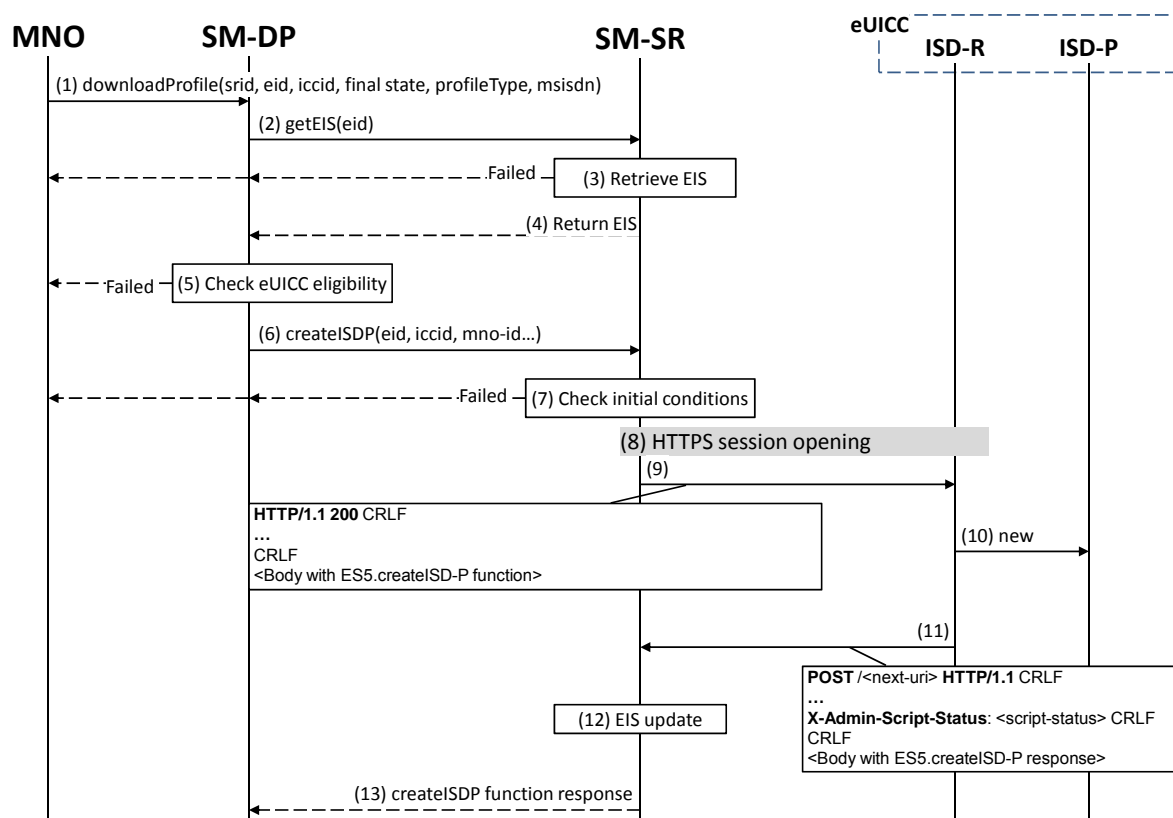 eUICC
MNO
SM-DP
SM-SR
ISD-R
ISD-P
(1) downloadProfile(srid, eid, iccid, final state, profileType, msisdn)
(2) getEIS(eid)
Failed
(3) Retrieve EIS
(4) Return EIS
(5) Check eUICC eligibility
Failed
(6) createISDP(eid, iccid, mno-id…)
Failed
(7) Check initial conditions
(8) HTTPS session opening
(9)
HTTP/1.1 200 CRLF
…
CRLF
<Body with ES5.createISD-P function>
(10) new
(11)
POST /<next-uri> HTTP/1.1 CRLF
…
X-Admin-Script-Status: <script-status> CRLF
CRLF
<Body with ES5.createISD-P response>
(12) EIS update
(13) createISDP function response